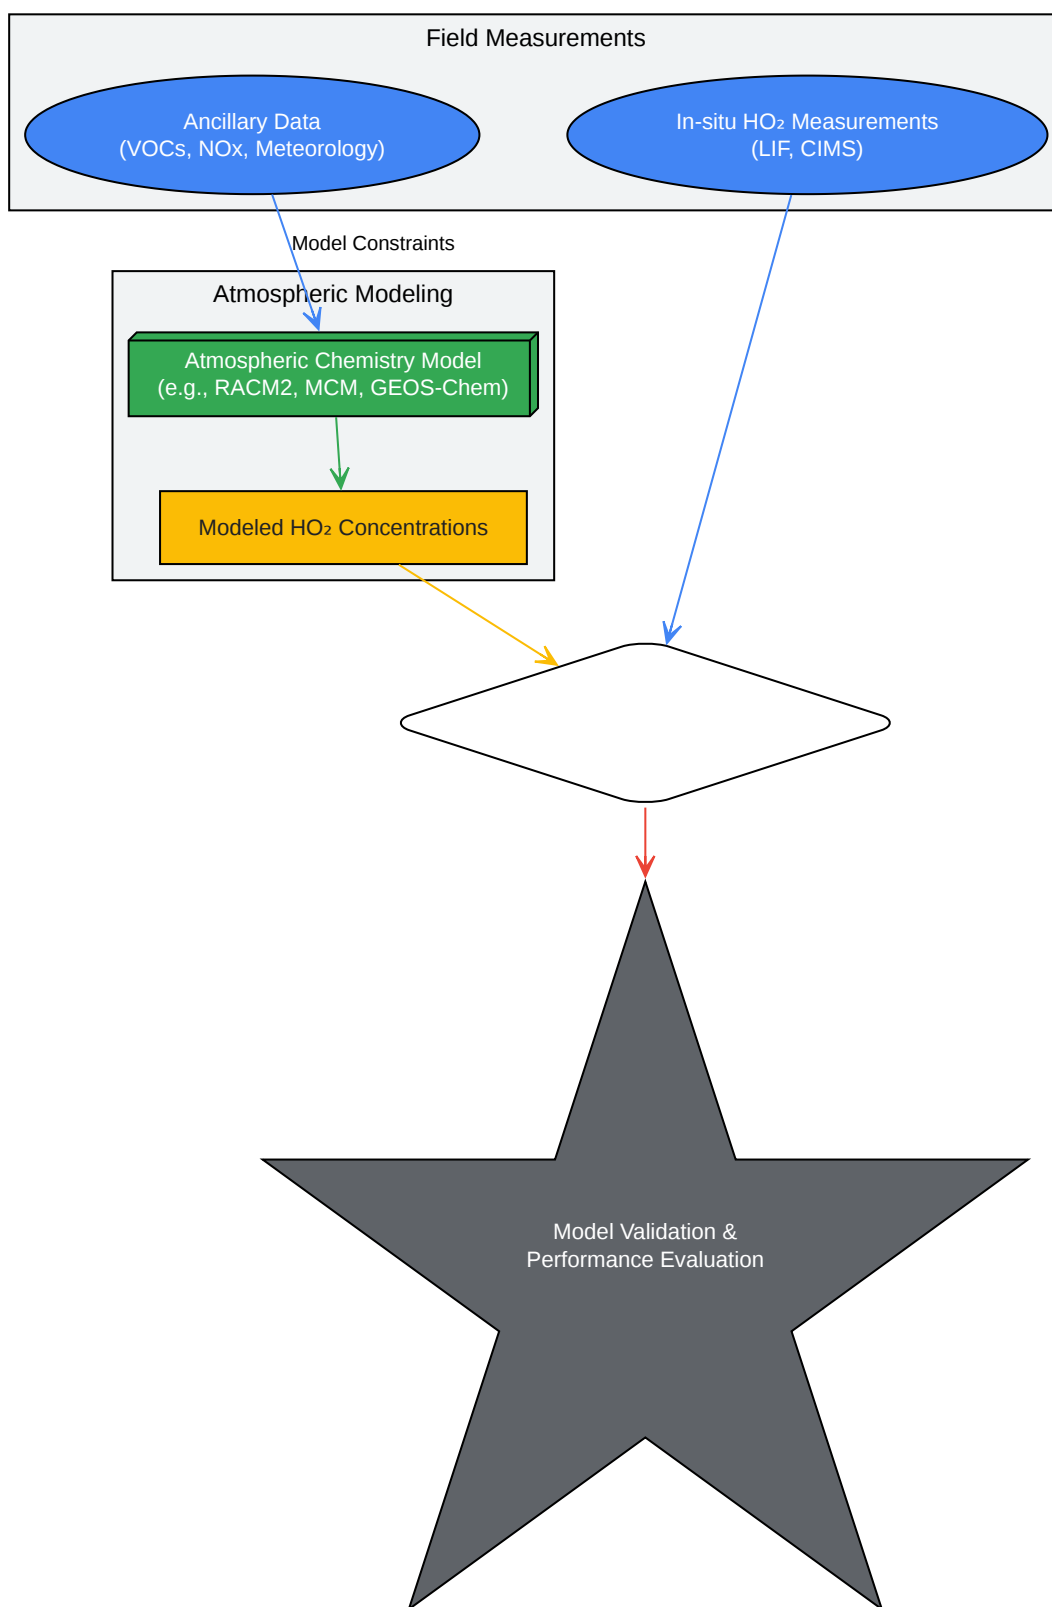 Field Measurements
Ancillary Data
(VOCs, NOx, Meteorology)
In-situ HO₂ Measurements
(LIF, CIMS)
Model Constraints
Atmospheric Modeling
Atmospheric Chemistry Model
(e.g., RACM2, MCM, GEOS-Chem)
Modeled HO₂ Concentrations
Model Validation &
Performance Evaluation